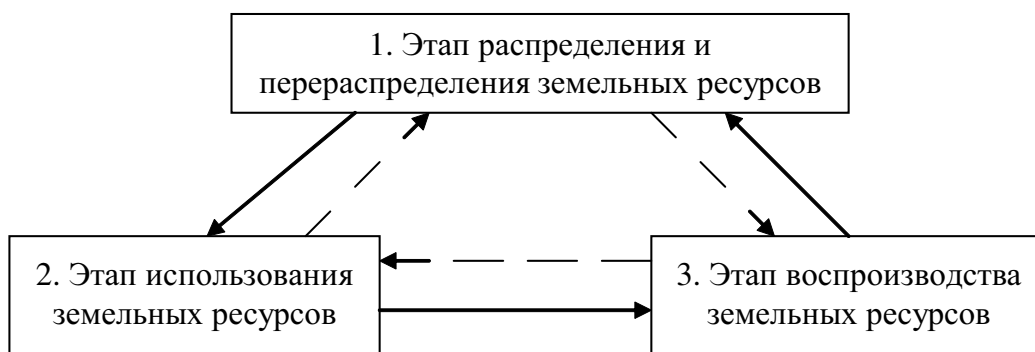 1. Этап распределения и
перераспределения земельных ресурсов
2. Этап использования
земельных ресурсов
3. Этап воспроизводства
земельных ресурсов